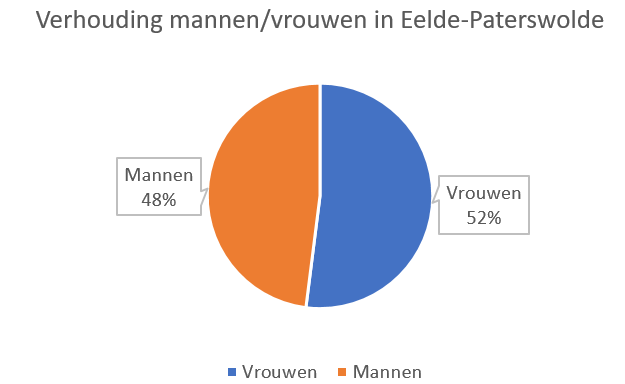 Verhouding mannen/vrouwen in Eelde-Paterswolde
Mannen
48%
Vrouwen
52%
Vrouwen
Mannen